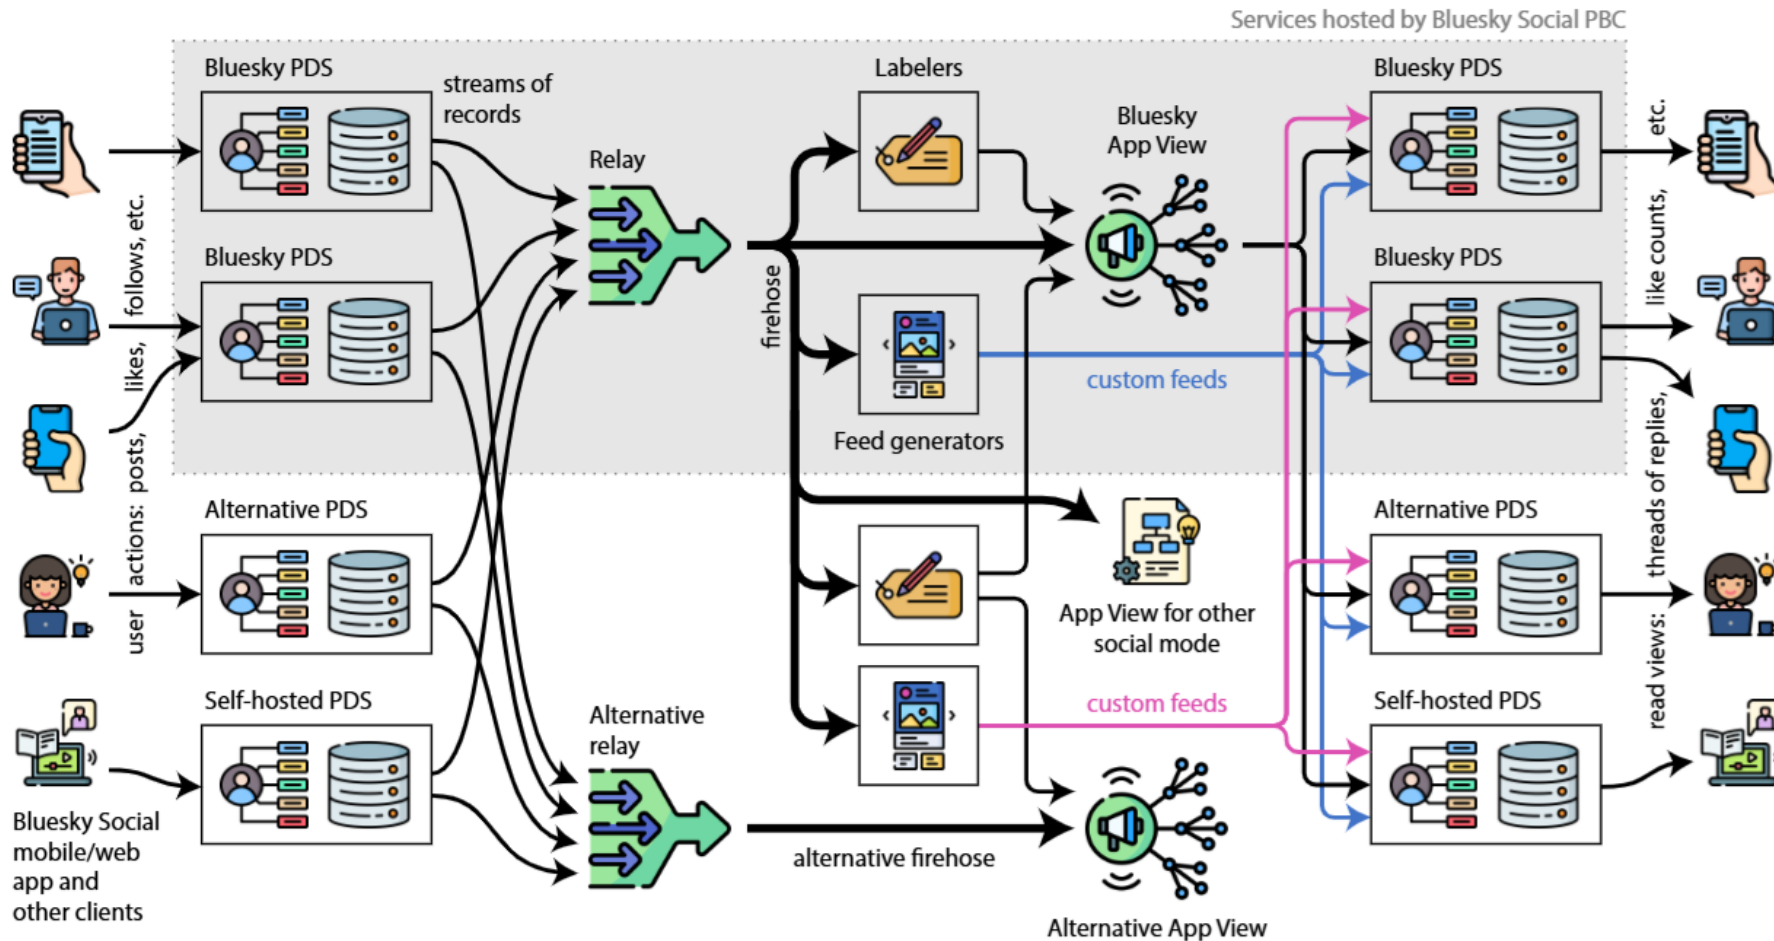 Services hosted by Bluesky Social PBC
Bluesky PDS
streams of
records
Labelers
Bluesky PDS
Bluesky
App View
Relay
Bluesky PDS
Bluesky PDS
firehose
custom feeds
Feed generators
user actions: posts, likes, follows, etc.
read views: threads of replies, like counts, etc.
Alternative PDS
Alternative PDS
App View for other
social mode
Self-hosted PDS
Self-hosted PDS
custom feeds
Alternative
relay
Bluesky Social
mobile/web
app and
other clients
alternative firehose
Alternative App View